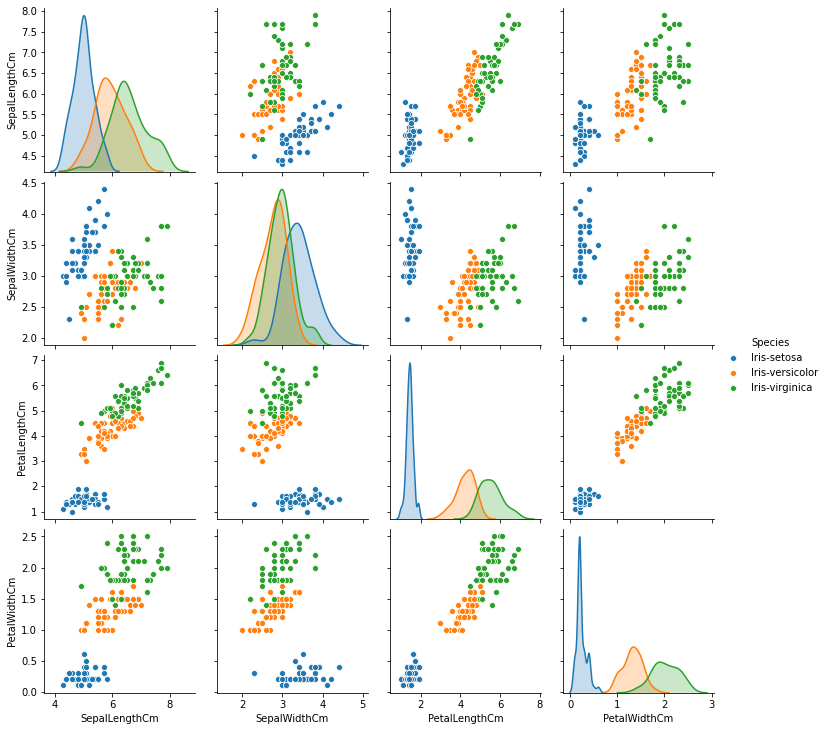 SepalLengthCm
8.0
7.5
7.0
6.5
6.0
5.5
5.0
4.5
SepalWidthCm
4.5
4.0
3.5
3.0
2.5
2.0
Species
Iris-setosa
Iris-versicolor
Iris-virginica
PetalLengthCm
7
6
5
4
3
2
1
PetalWidthCm
2.5
2.0
1.5
1.0
0.5
0.0
4 6 8 2 3 4 5 2 4 6 8 0 1 2 3
SepalLengthCm SepalWidthCm PetalLengthCm PetalWidthCm